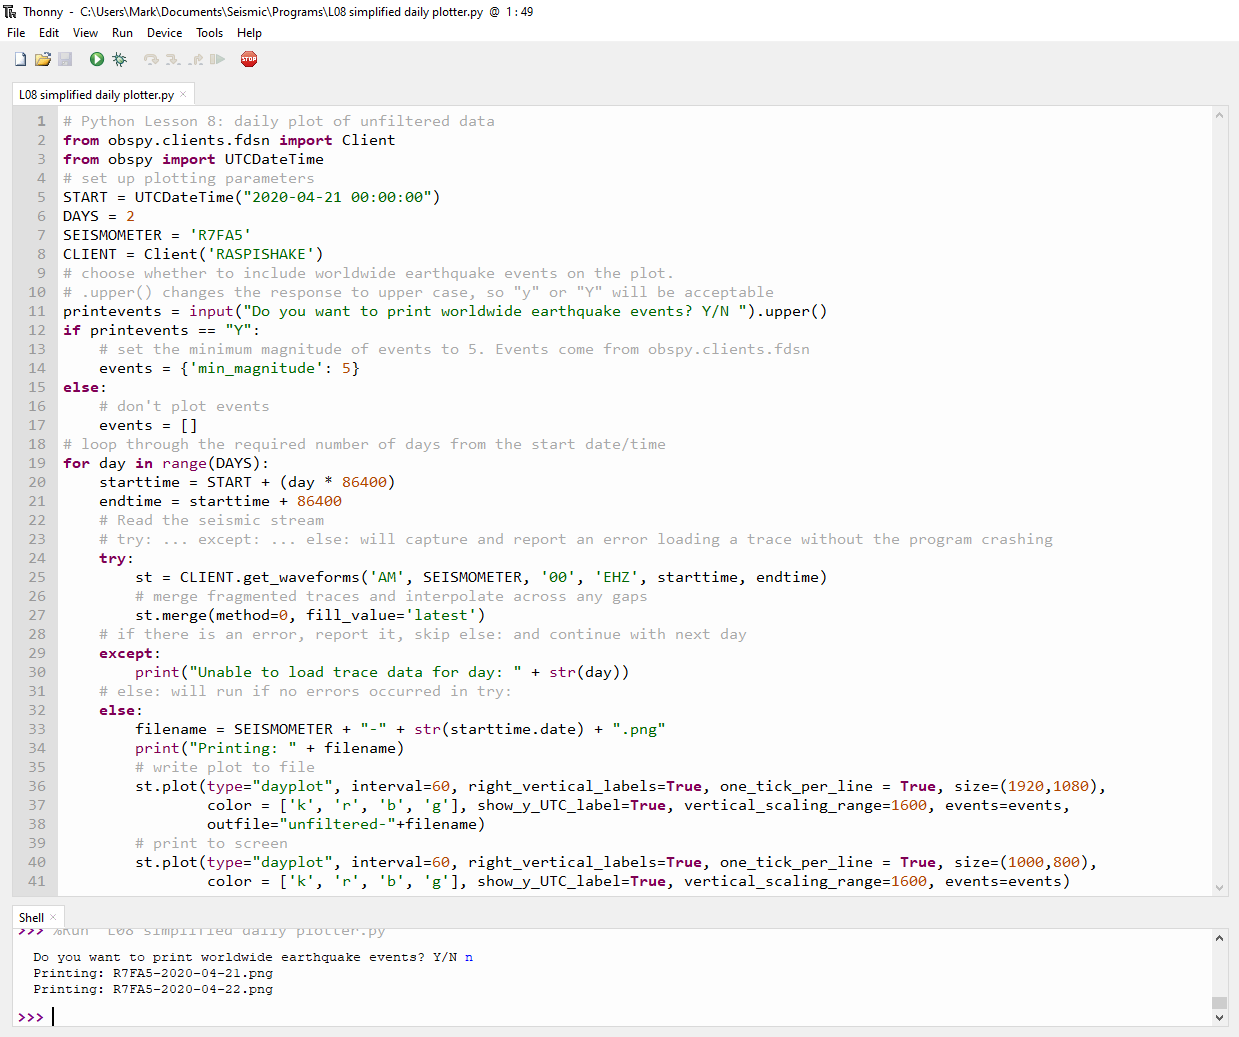 Thonny - C:\Users\Mark\Documents\Seismic\Programs\L08 simplified daily plotter.py @ 1 : 49
File Edit View Run Device Tools Help
STOP
L08 simplified daily plotter.py ×
1 # Python Lesson 8: daily plot of unfiltered data
2 from obspy.clients.fdsn import Client
3 from obspy import UTCDateTime
4 # set up plotting parameters
5 START = UTCDateTime("2020-04-21 00:00:00")
6 DAYS = 2
7 SEISMOMETER = 'R7FA5'
8 CLIENT = Client('RASPISHAKE')
9 # choose whether to include worldwide earthquake events on the plot.
10 # .upper() changes the response to upper case, so "y" or "Y" will be acceptable
11 printevents = input("Do you want to print worldwide earthquake events? Y/N ").upper()
12 if printevents == "Y":
13     # set the minimum magnitude of events to 5. Events come from obspy.clients.fdsn
14     events = {'min_magnitude': 5}
15 else:
16     # don't plot events
17     events = []
18 # loop through the required number of days from the start date/time
19 for day in range(DAYS):
20     starttime = START + (day * 86400)
21     endtime = starttime + 86400
22     # Read the seismic stream
23     # try: ... except: ... else: will capture and report an error loading a trace without the program crashing
24     try:
25         st = CLIENT.get_waveforms('AM', SEISMOMETER, '00', 'EHZ', starttime, endtime)
26         # merge fragmented traces and interpolate across any gaps
27         st.merge(method=0, fill_value='latest')
28     # if there is an error, report it, skip else: and continue with next day
29     except:
30         print("Unable to load trace data for day: " + str(day))
31     # else: will run if no errors occurred in try:
32     else:
33         filename = SEISMOMETER + "-" + str(starttime.date) + ".png"
34         print("Printing: " + filename)
35         # write plot to file
36         st.plot(type="dayplot", interval=60, right_vertical_labels=True, one_tick_per_line = True, size=(1920,1080),
37                 color = ['k', 'r', 'b', 'g'], show_y_UTC_label=True, vertical_scaling_range=1600, events=events,
38                 outfile="unfiltered-"+filename)
39         # print to screen
40         st.plot(type="dayplot", interval=60, right_vertical_labels=True, one_tick_per_line = True, size=(1000,800),
41                 color = ['k', 'r', 'b', 'g'], show_y_UTC_label=True, vertical_scaling_range=1600, events=events)
Shell ×
>>> %Run 'L08 simplified daily plotter.py'
Do you want to print worldwide earthquake events? Y/N n
Printing: R7FA5-2020-04-21.png
Printing: R7FA5-2020-04-22.png
>>>